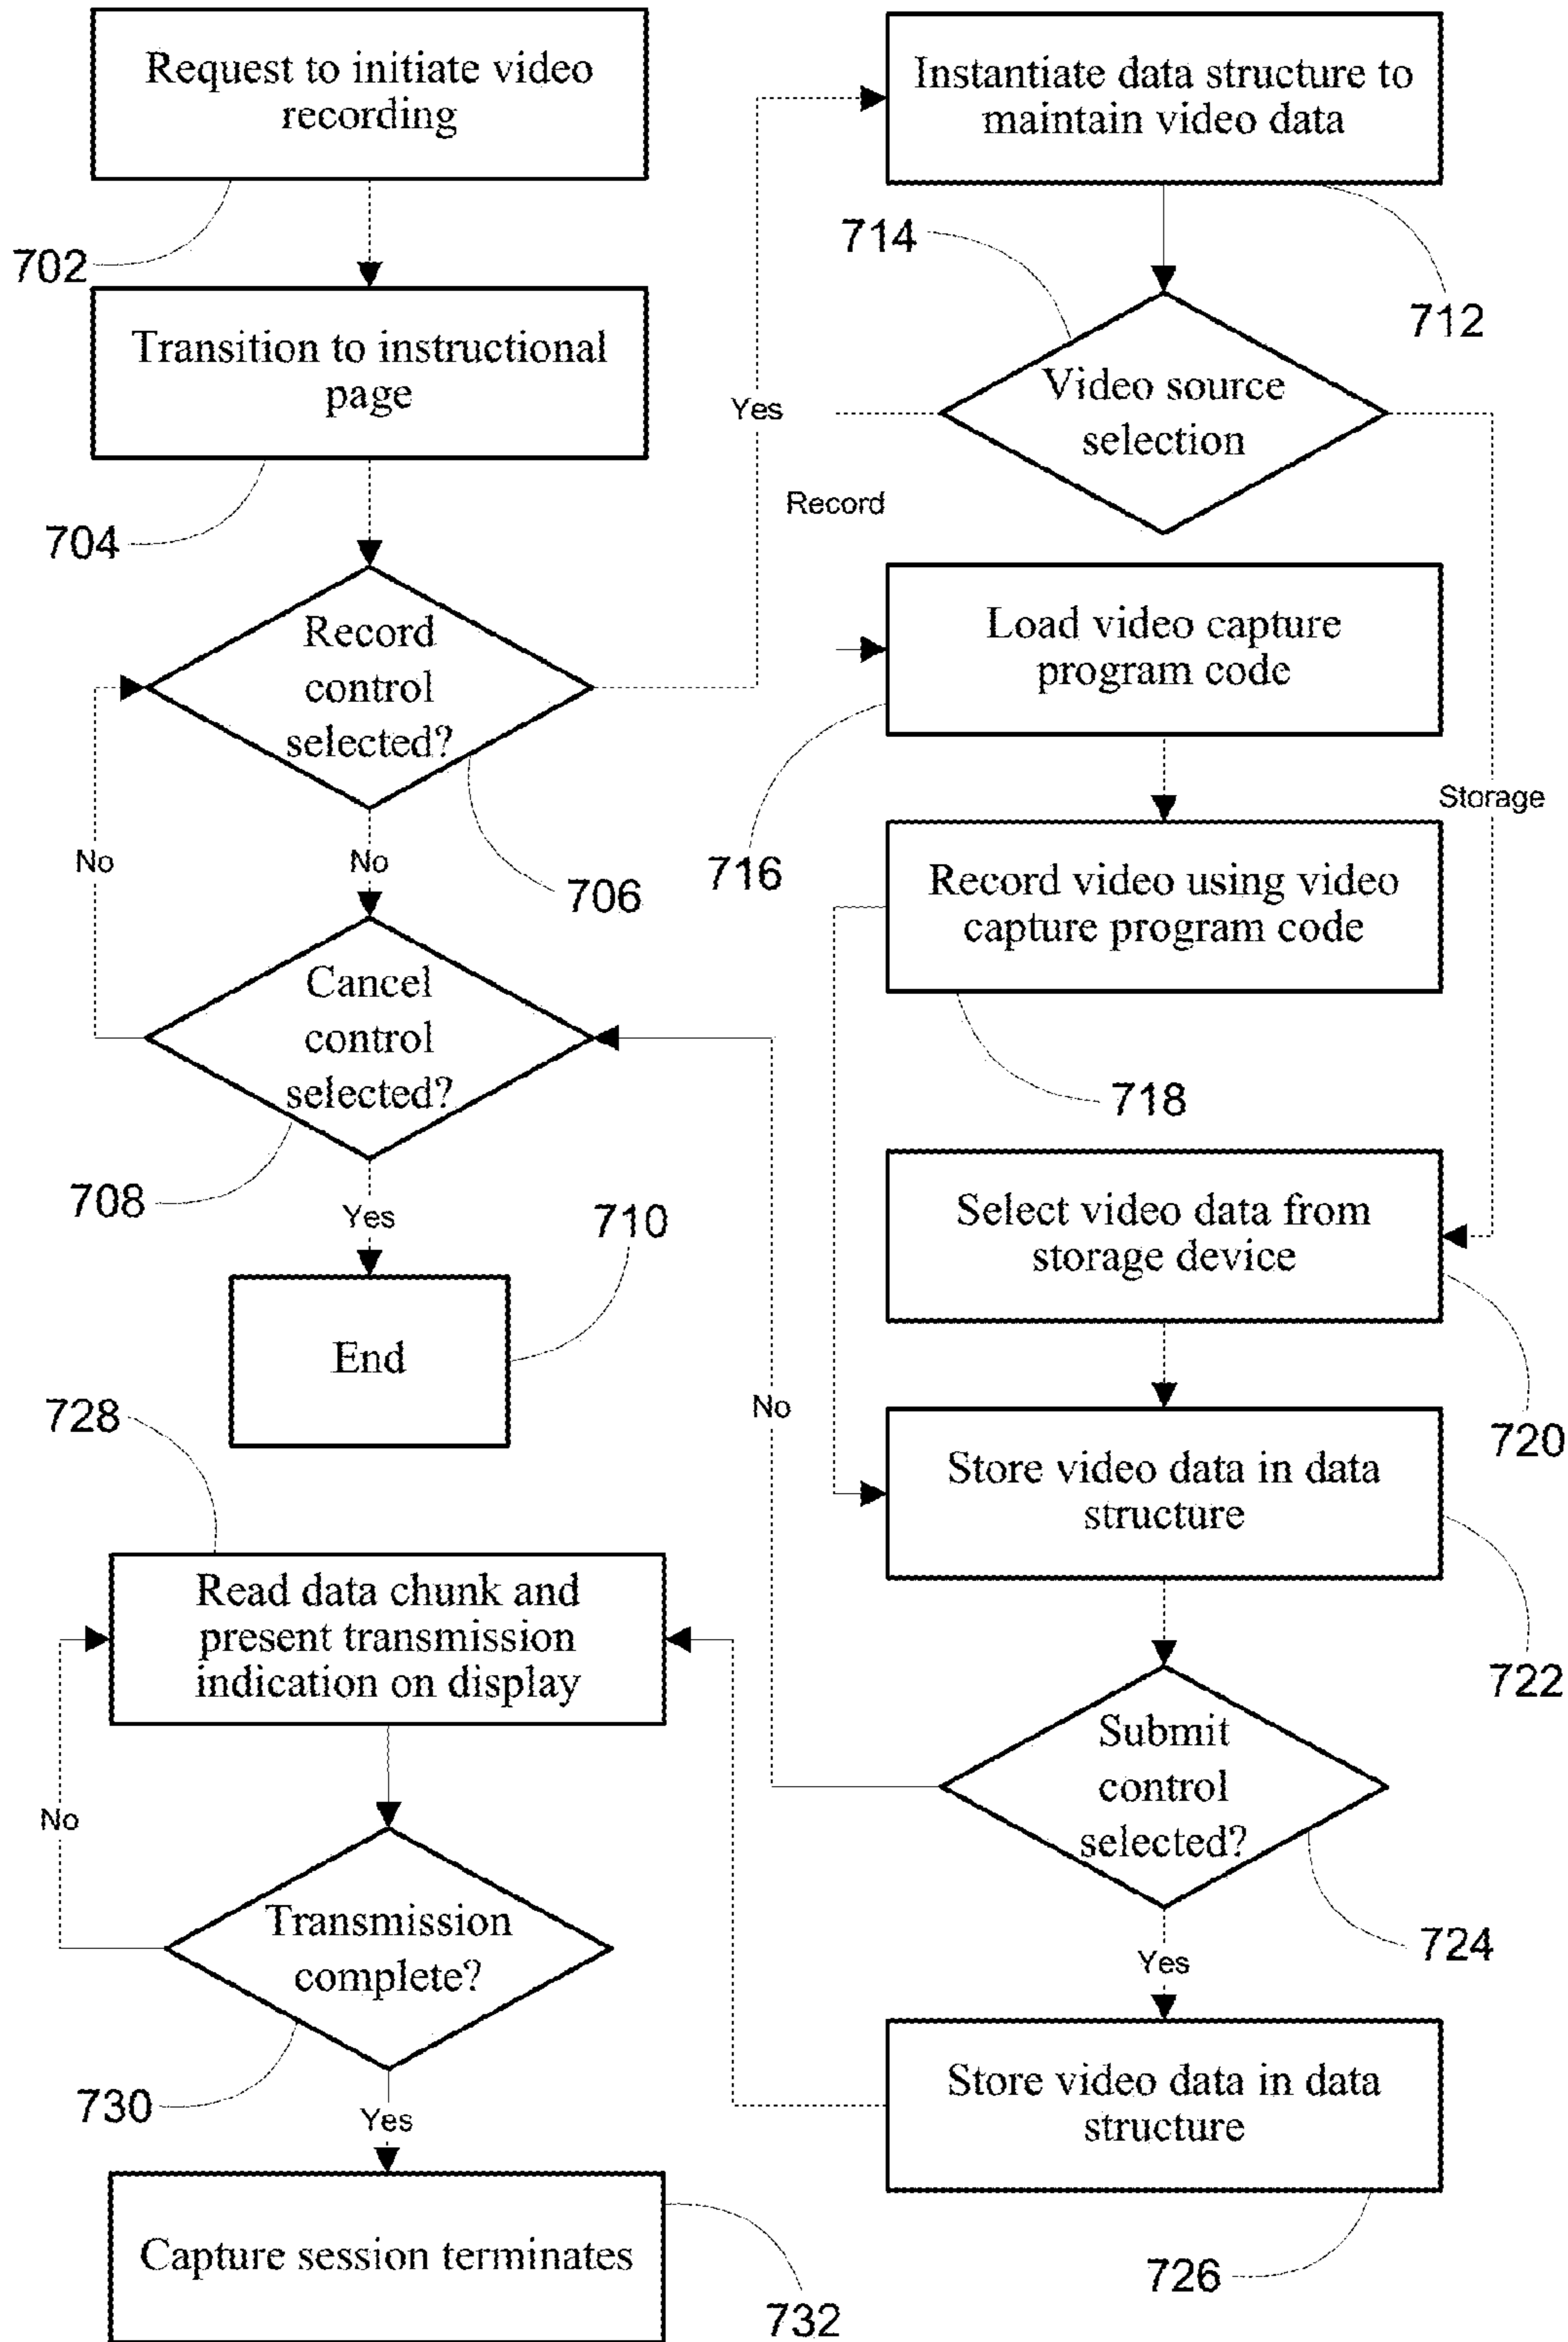 Request to initiate video
recording
702
Transition to instructional
page
704
Record
control
selected?
706
No
No
Yes
Cancel
control
selected?
708
Yes
710
End
Instantiate data structure to
maintain video data
712
714
Video source
selection
Record
Storage
Load video capture
program code
716
Record video using video
capture program code
718
Select video data from
storage device
720
Store video data in data
structure
722
Submit
control
selected?
724
No
Yes
Store video data in data
structure
726
728
Read data chunk and
present transmission
indication on display
No
Transmission
complete?
730
Yes
Capture session terminates
732